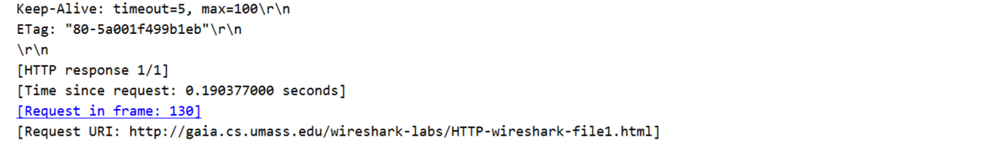 Keep-Alive: timeout=5, max=100\r\n
ETag: "80-5a001f499b1eb"\r\n
\r\n
[HTTP response 1/1]
[Time since request: 0.190377000 seconds]
[Request in frame: 130]
[Request URI: http://gaia.cs.umass.edu/wireshark-labs/HTTP-wireshark-file1.html]